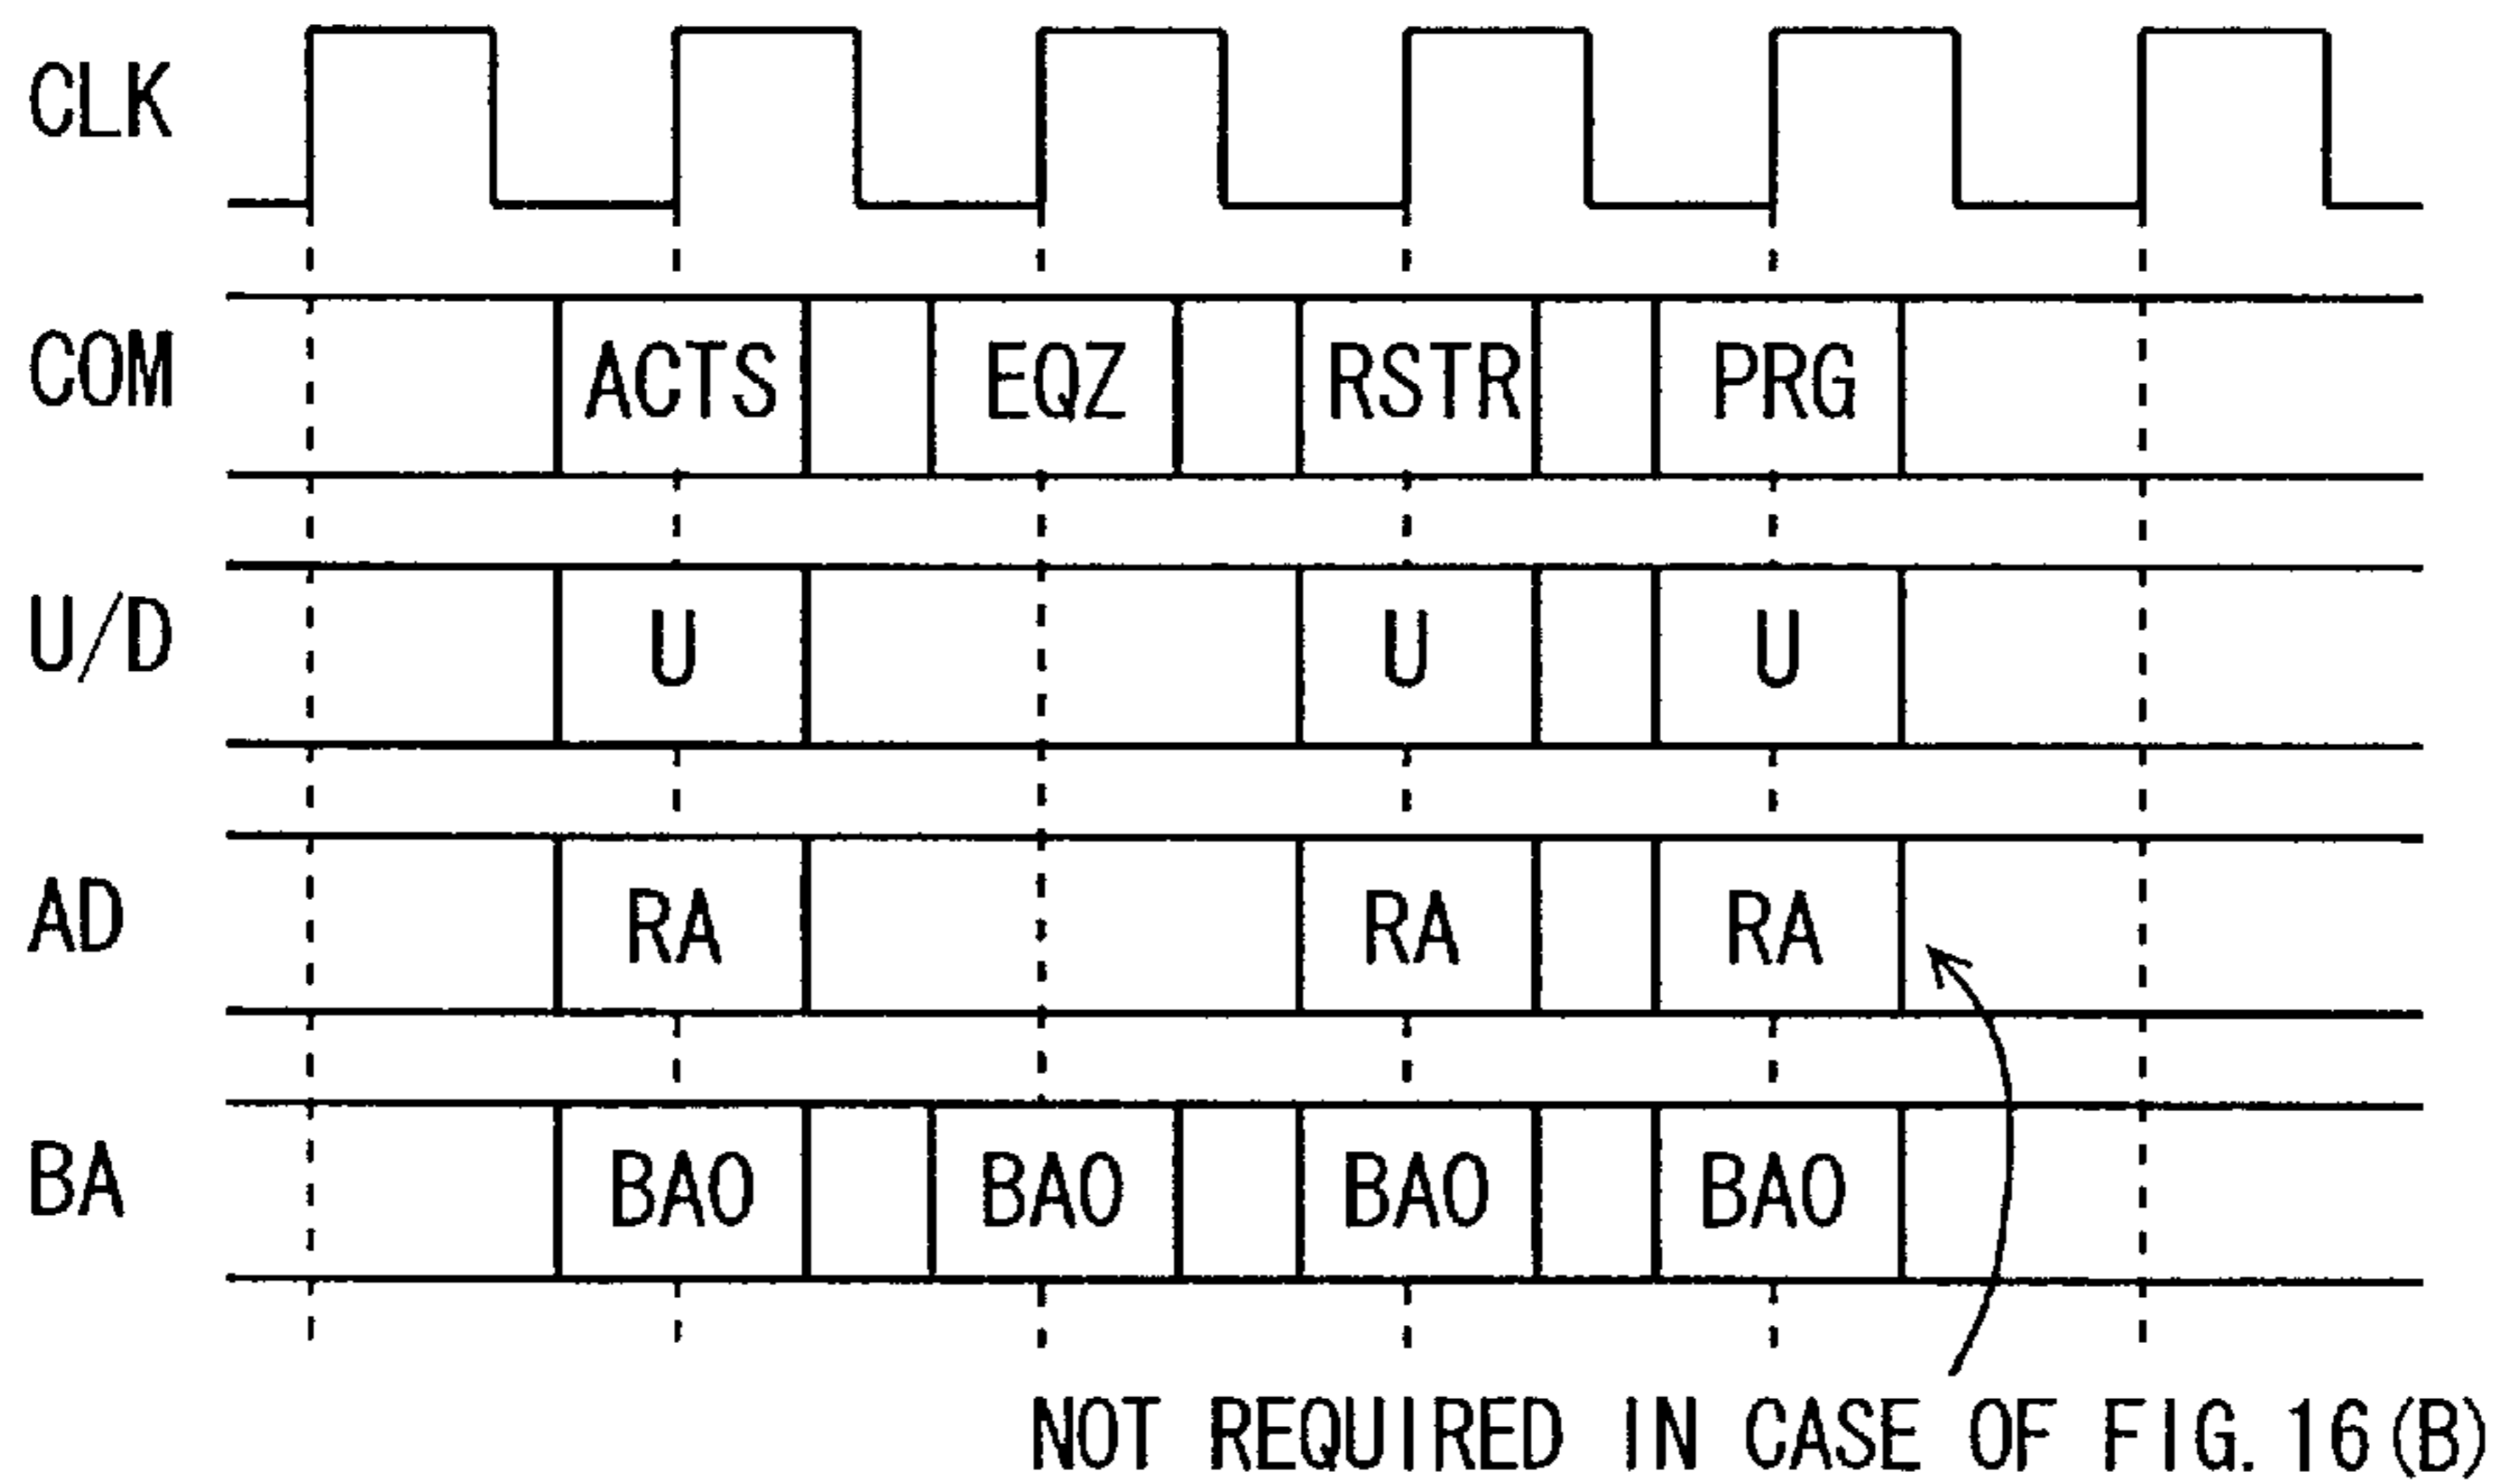 CLK
COM ACTS EQZ RSTR PRG
U/D U U U
AD RA RA RA
BA BA0 BA0 BA0 BA0
NOT REQUIRED IN CASE OF FIG. 16(B)